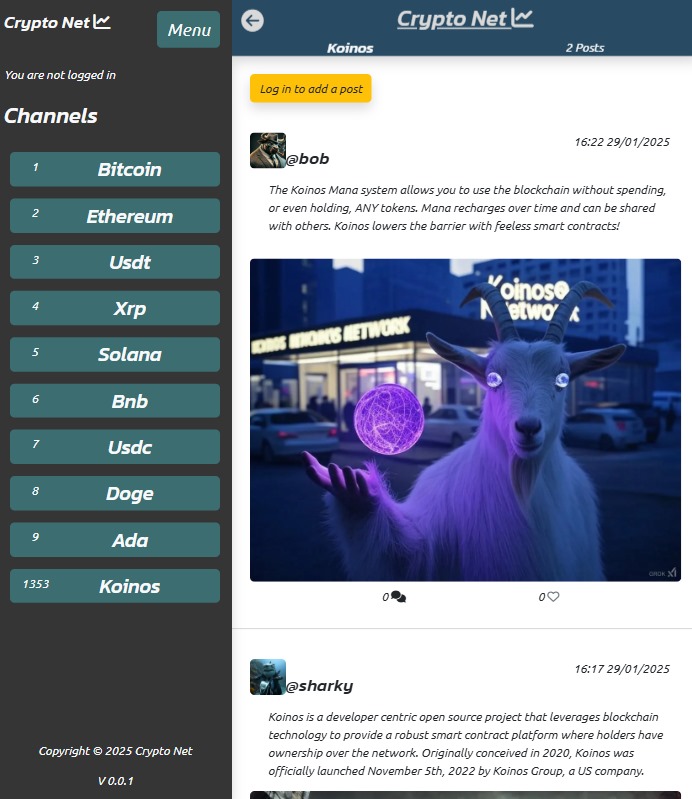 Crypto Net
Menu
You are not logged in
Channels
1 Bitcoin
2 Ethereum
3 Usdt
4 Xrp
5 Solana
6 Bnb
7 Usdc
8 Doge
9 Ada
1353 Koinos
Copyright © 2025 Crypto Net
V 0.0.1
Crypto Net
Koinos 2 Posts
Log in to add a post
@bob 16:22 29/01/2025
The Koinos Mana system allows you to use the blockchain without spending,
or even holding, ANY tokens. Mana recharges over time and can be shared
with others. Koinos lowers the barrier with feeless smart contracts!
Koinos
Network
NETWORK
GROK
0 0
@sharky 16:17 29/01/2025
Koinos is a developer centric open source project that leverages blockchain
technology to provide a robust smart contract platform where holders have
ownership over the network. Originally conceived in 2020, Koinos was
officially launched November 5th, 2022 by Koinos Group, a US company.